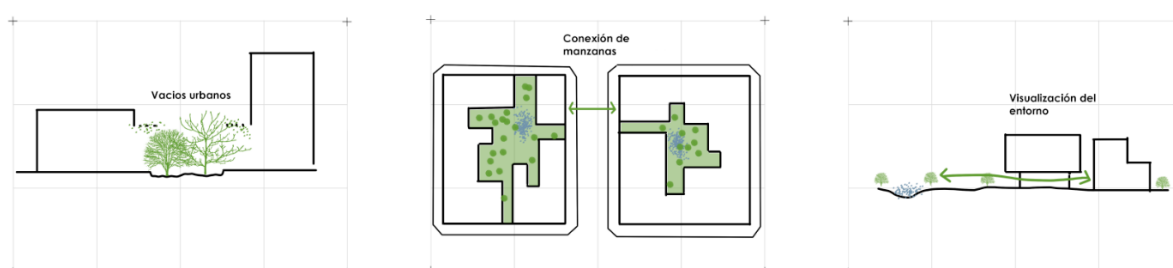 Vacios urbanos
Conexión de
manzanas
Visualización del
entorno